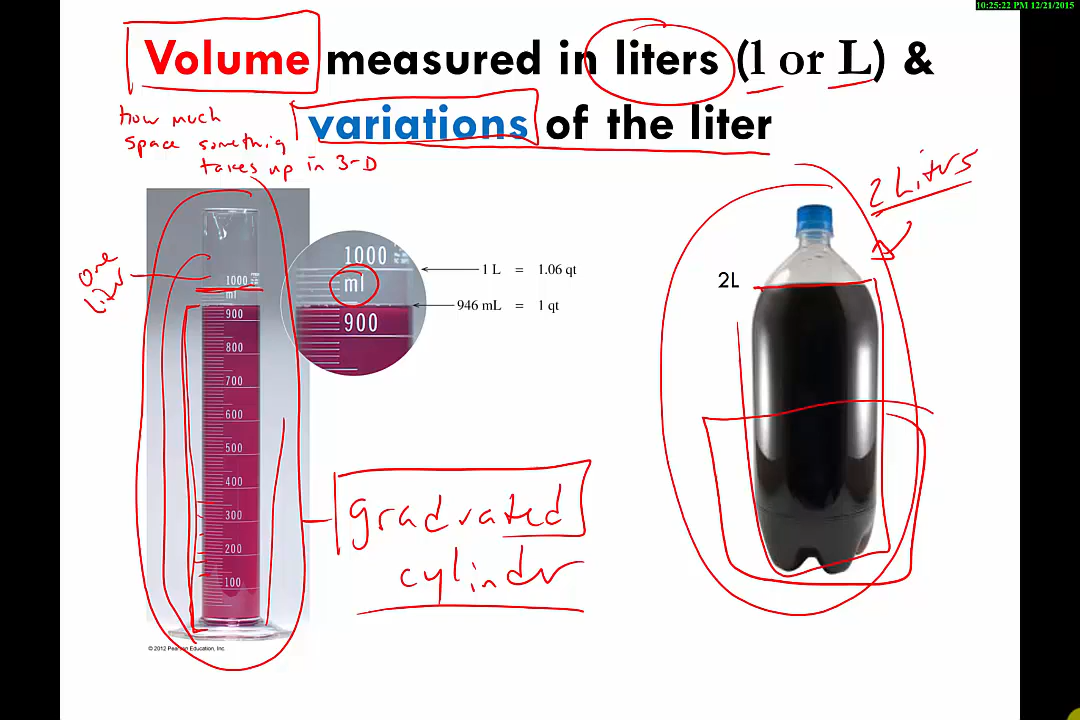 10:25:22 PM 12/21/2015
Volume measured in liters (l or L) &
variations of the liter
how much
space somethig
takes up in 3-D
2 Liters
one
liter
1000
ml
900
800
700
600
500
400
300
200
100
1000
ml
900
1 L = 1.06 qt
946 mL = 1 qt
2L
graduated
cylinder
© 2012 Pearson Education, Inc.